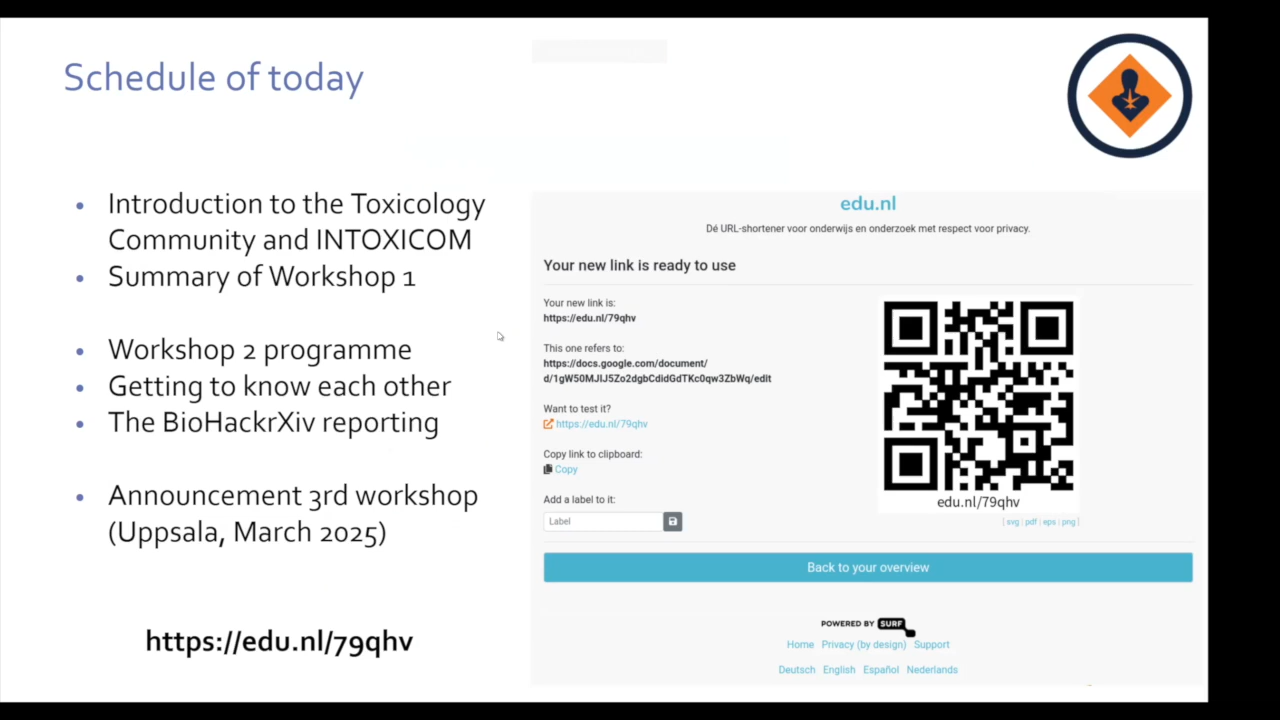 Schedule of today
• Introduction to the Toxicology
Community and INTOXICOM
• Summary of Workshop 1
• Workshop 2 programme
• Getting to know each other
• The BioHackrXiv reporting
• Announcement 3rd workshop
(Uppsala, March 2025)
https://edu.nl/79qhv
edu.nl
Dé URL-shortener voor onderwijs en onderzoek met respect voor privacy.
Your new link is ready to use
Your new link is:
https://edu.nl/79qhv
This one refers to:
https://docs.google.com/document/
d/1gW50MJIJ5Zo2dgbCdidGdTKc0qw3ZbWq/edit
Want to test it?
https://edu.nl/79qhv
Copy link to clipboard:
Copy
Add a label to it:
Label
edu.nl/79qhv
[ svg | pdf | eps | png ]
Back to your overview
POWERED BY SURF
Home Privacy (by design) Support
Deutsch English Español Nederlands